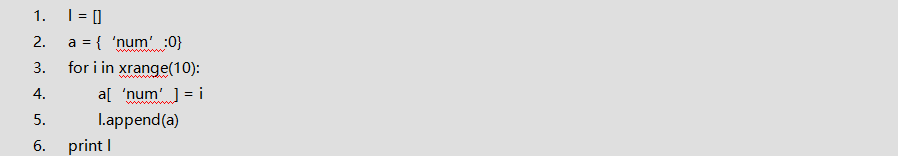 1. l = []
2. a = { ‘num’ :0}
3. for i in xrange(10):
4. a[ ‘num’ ] = i
5. l.append(a)
6. print l